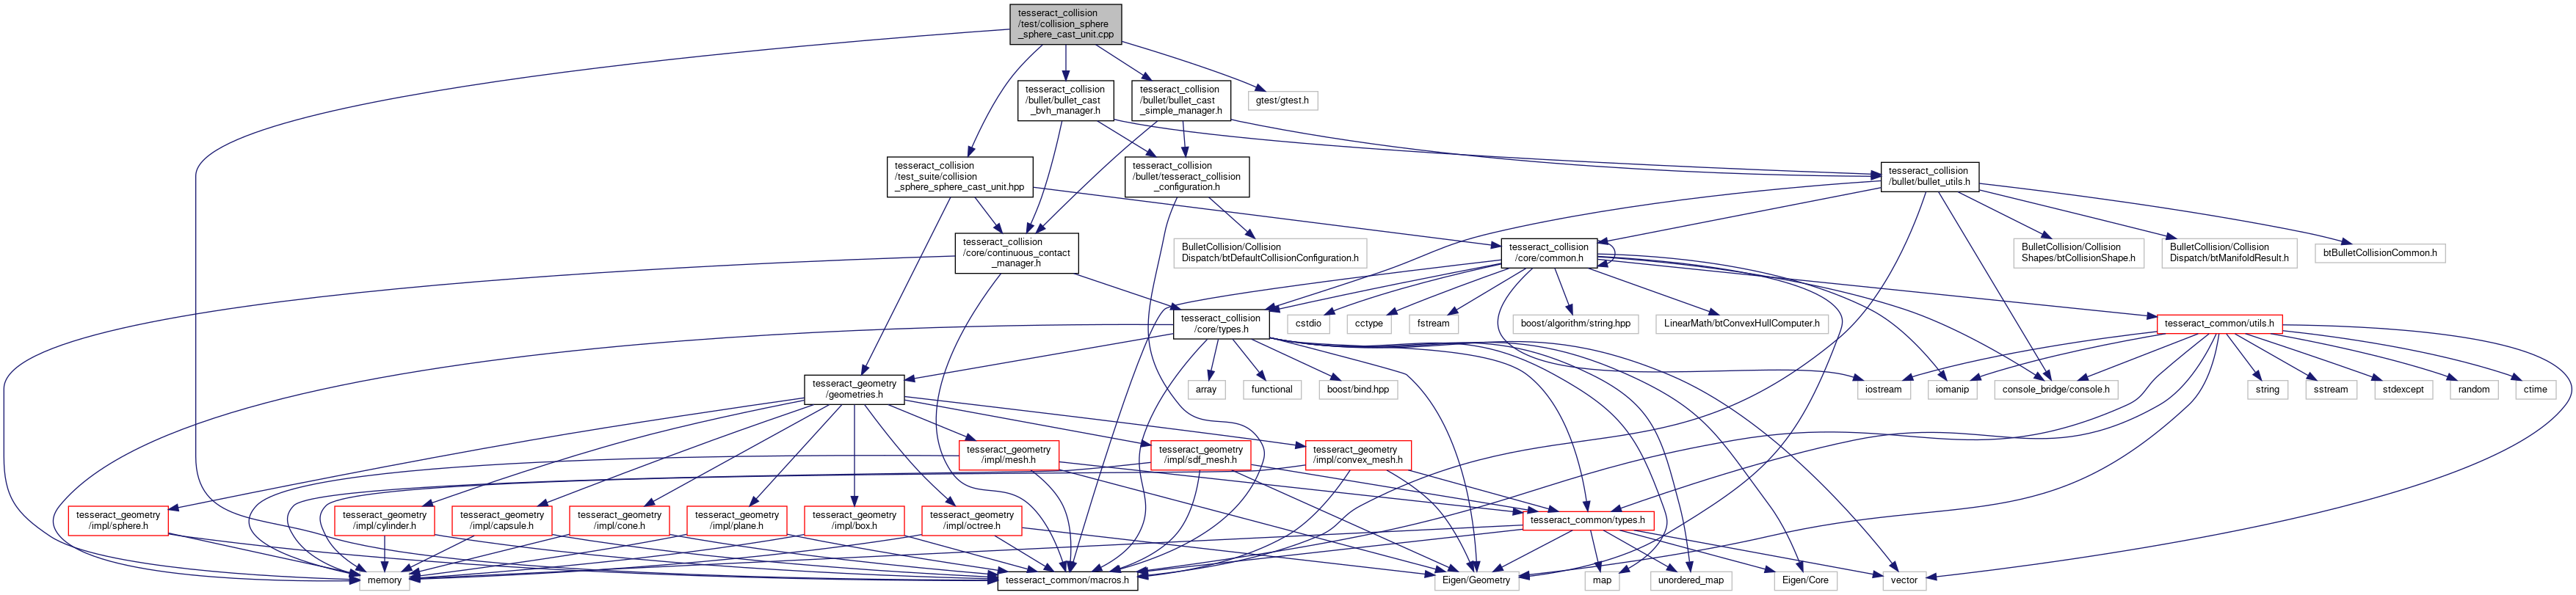 tesseract_collision
/test/collision_sphere
_sphere_cast_unit.cpp
tesseract_collision
/bullet/bullet_cast
_bvh_manager.h
tesseract_collision
/bullet/bullet_cast
_simple_manager.h
gtest/gtest.h
tesseract_collision
/test_suite/collision
_sphere_sphere_cast_unit.hpp
tesseract_collision
/bullet/tesseract_collision
_configuration.h
tesseract_collision
/bullet/bullet_utils.h
tesseract_collision
/core/continuous_contact
_manager.h
BulletCollision/Collision
Dispatch/btDefaultCollisionConfiguration.h
tesseract_collision
/core/common.h
BulletCollision/Collision
Shapes/btCollisionShape.h
BulletCollision/Collision
Dispatch/btManifoldResult.h
btBulletCollisionCommon.h
tesseract_collision
/core/types.h
cstdio
cctype
fstream
boost/algorithm/string.hpp
LinearMath/btConvexHullComputer.h
tesseract_common/utils.h
tesseract_geometry
/geometries.h
array
functional
boost/bind.hpp
iostream
iomanip
console_bridge/console.h
string
sstream
stdexcept
random
ctime
tesseract_geometry
/impl/mesh.h
tesseract_geometry
/impl/sdf_mesh.h
tesseract_geometry
/impl/convex_mesh.h
tesseract_geometry
/impl/sphere.h
tesseract_geometry
/impl/cylinder.h
tesseract_geometry
/impl/capsule.h
tesseract_geometry
/impl/cone.h
tesseract_geometry
/impl/plane.h
tesseract_geometry
/impl/box.h
tesseract_geometry
/impl/octree.h
tesseract_common/types.h
memory
tesseract_common/macros.h
Eigen/Geometry
map
unordered_map
Eigen/Core
vector